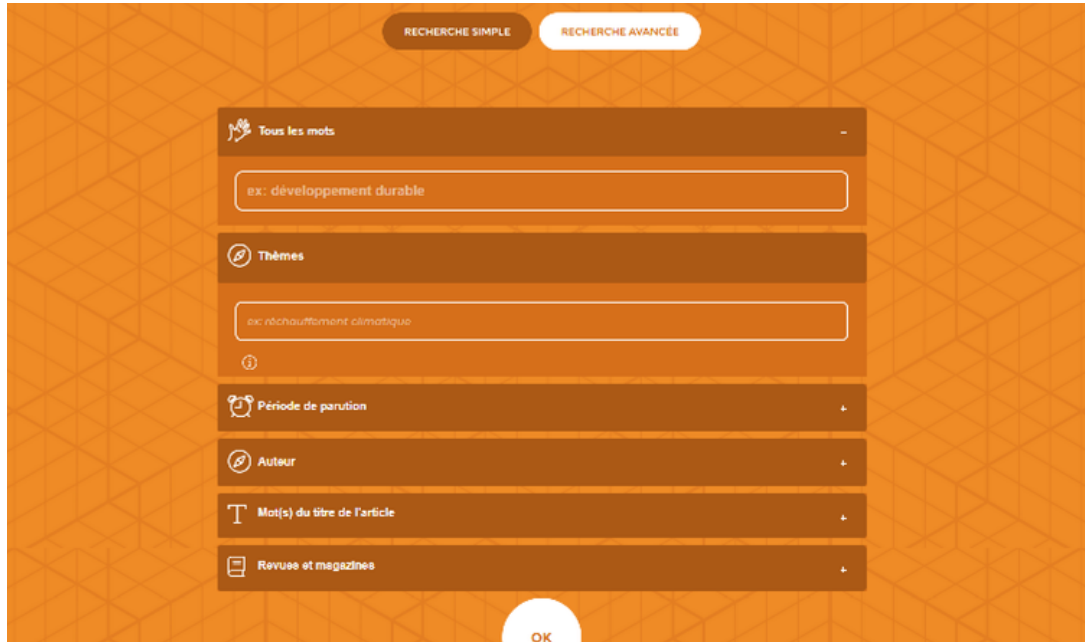 RECHERCHE SIMPLE RECHERCHE AVANCÉE
Tous les mots -
ex: développement durable
Thèmes
ex: réchauffement climatique
Période de parution +
Auteur +
Mot(s) du titre de l'article +
Revues et magazines +
OK